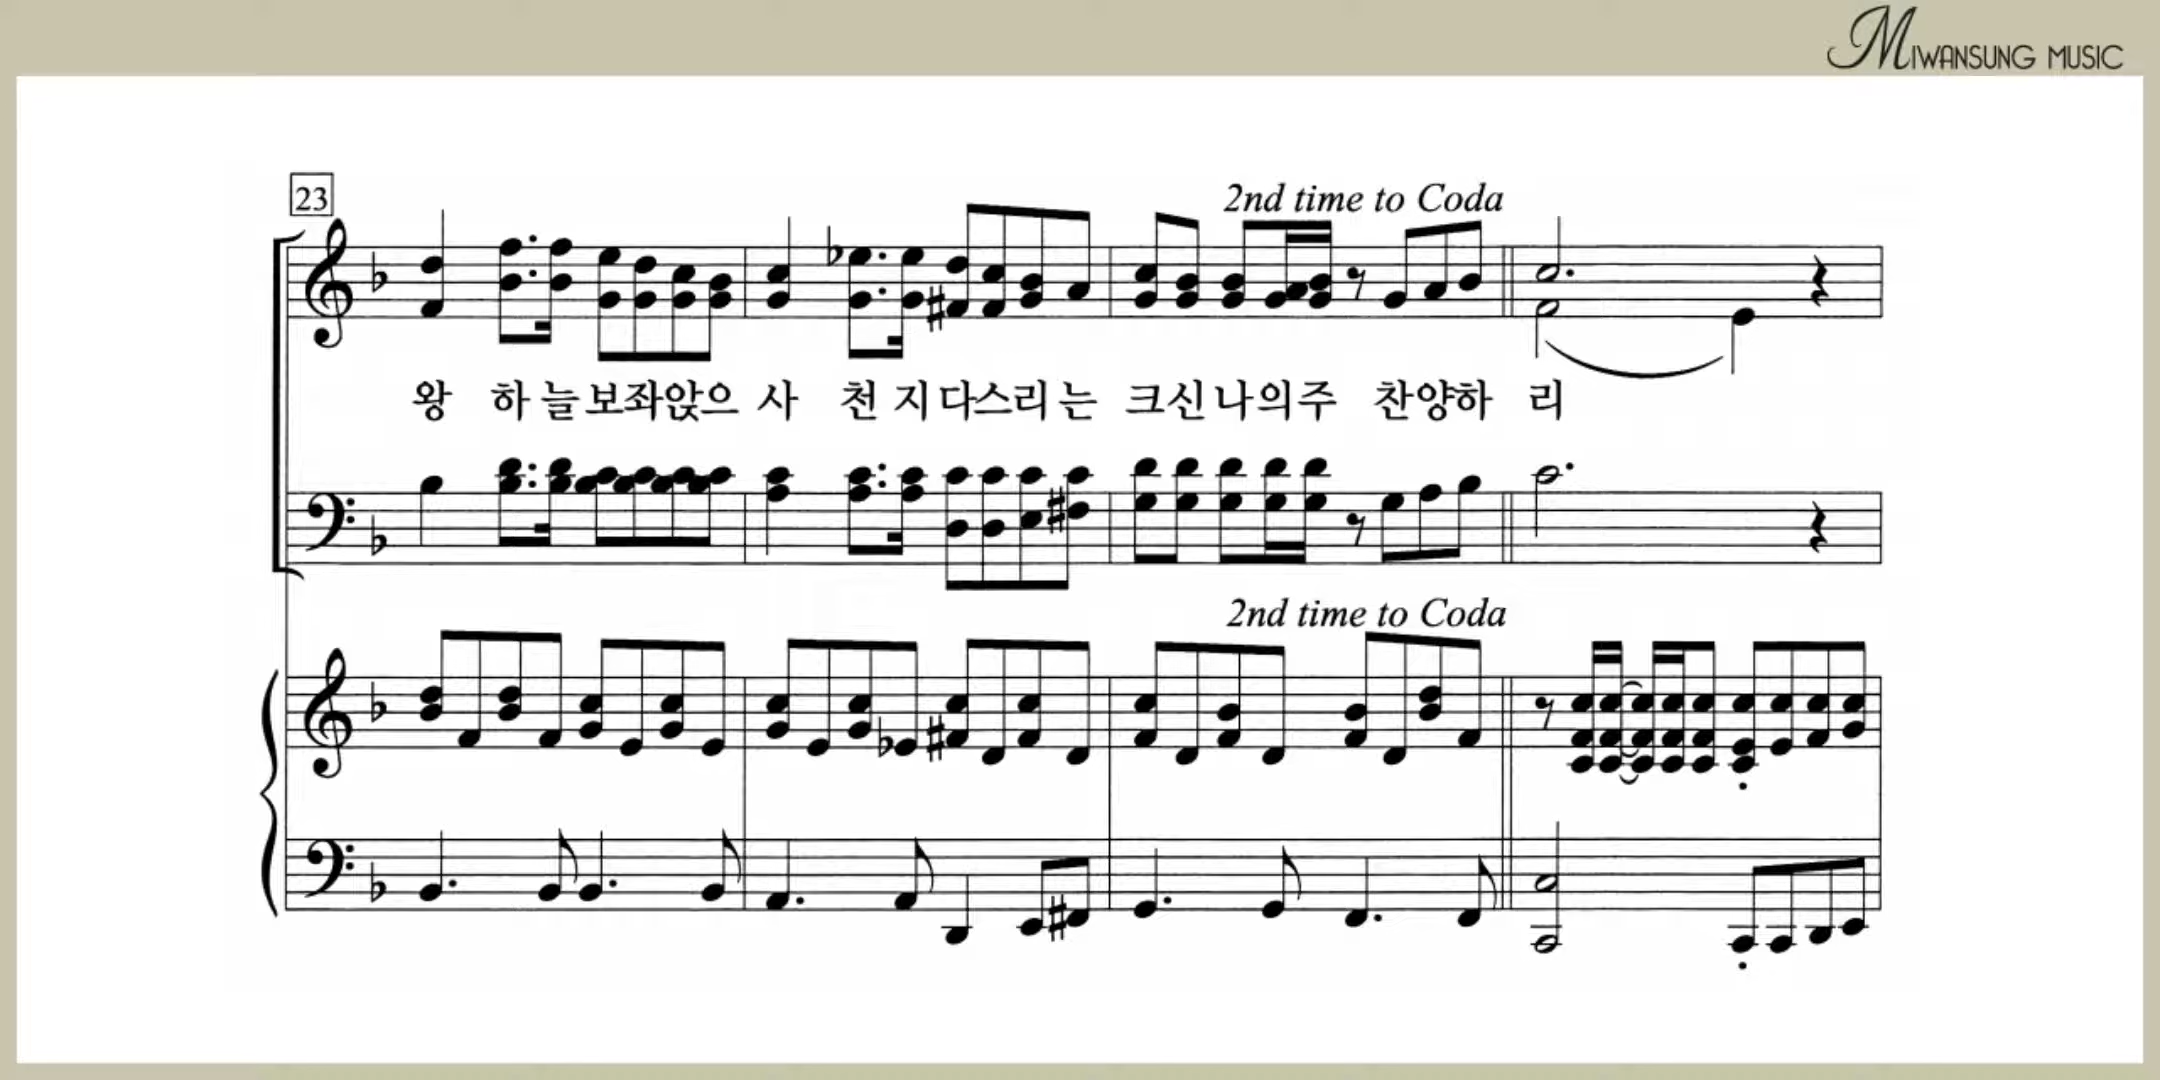 MIWANSUNG MUSIC
23
2nd time to Coda
왕 하 늘 보좌앉으 사 천 지 다스리 는 크신 나 의 주 찬양하 리
2nd time to Coda